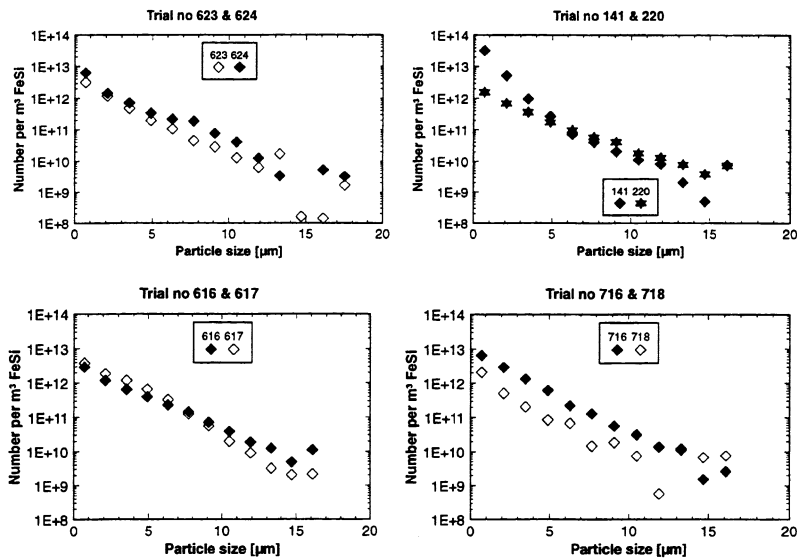 Trial no 623 & 624
1E+14
1E+13
1E+12
1E+11
1E+10
1E+9
1E+8
Number per m³ FeSi
623 624
0 5 10 15 20
Particle size [µm]
Trial no 141 & 220
1E+14
1E+13
1E+12
1E+11
1E+10
1E+9
1E+8
Number per m³ FeSi
141 220
0 5 10 15 20
Particle size [µm]
Trial no 616 & 617
1E+14
1E+13
1E+12
1E+11
1E+10
1E+9
1E+8
Number per m³ FeSi
616 617
0 5 10 15 20
Particle size [µm]
Trial no 716 & 718
1E+14
1E+13
1E+12
1E+11
1E+10
1E+9
1E+8
Number per m³ FeSi
716 718
0 5 10 15 20
Particle size [µm]